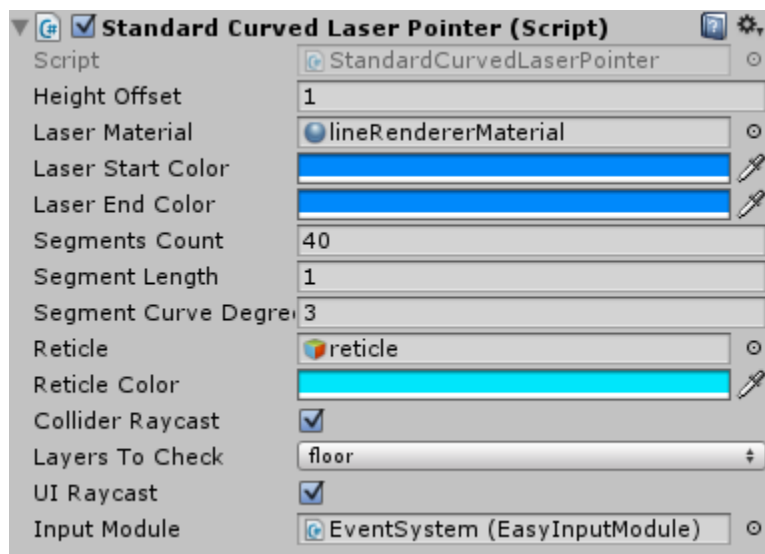 Standard Curved Laser Pointer (Script)
Script StandardCurvedLaserPointer
Height Offset 1
Laser Material lineRendererMaterial
Laser Start Color
Laser End Color
Segments Count 40
Segment Length 1
Segment Curve Degre 3
Reticle reticle
Reticle Color
Collider Raycast
Layers To Check floor
UI Raycast
Input Module EventSystem (EasyInputModule)